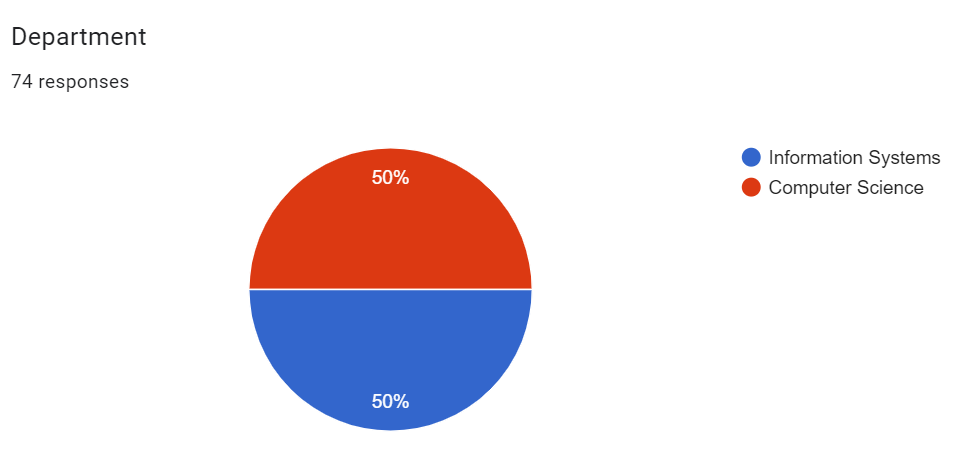 Department
74 responses
50%
50%
Information Systems
Computer Science